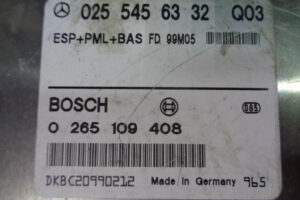 025 545 63 32 Q03
ESP+PML+BAS FD 99M05
BOSCH
0 265 109 408
DKBC20990212 Made in Germany 965